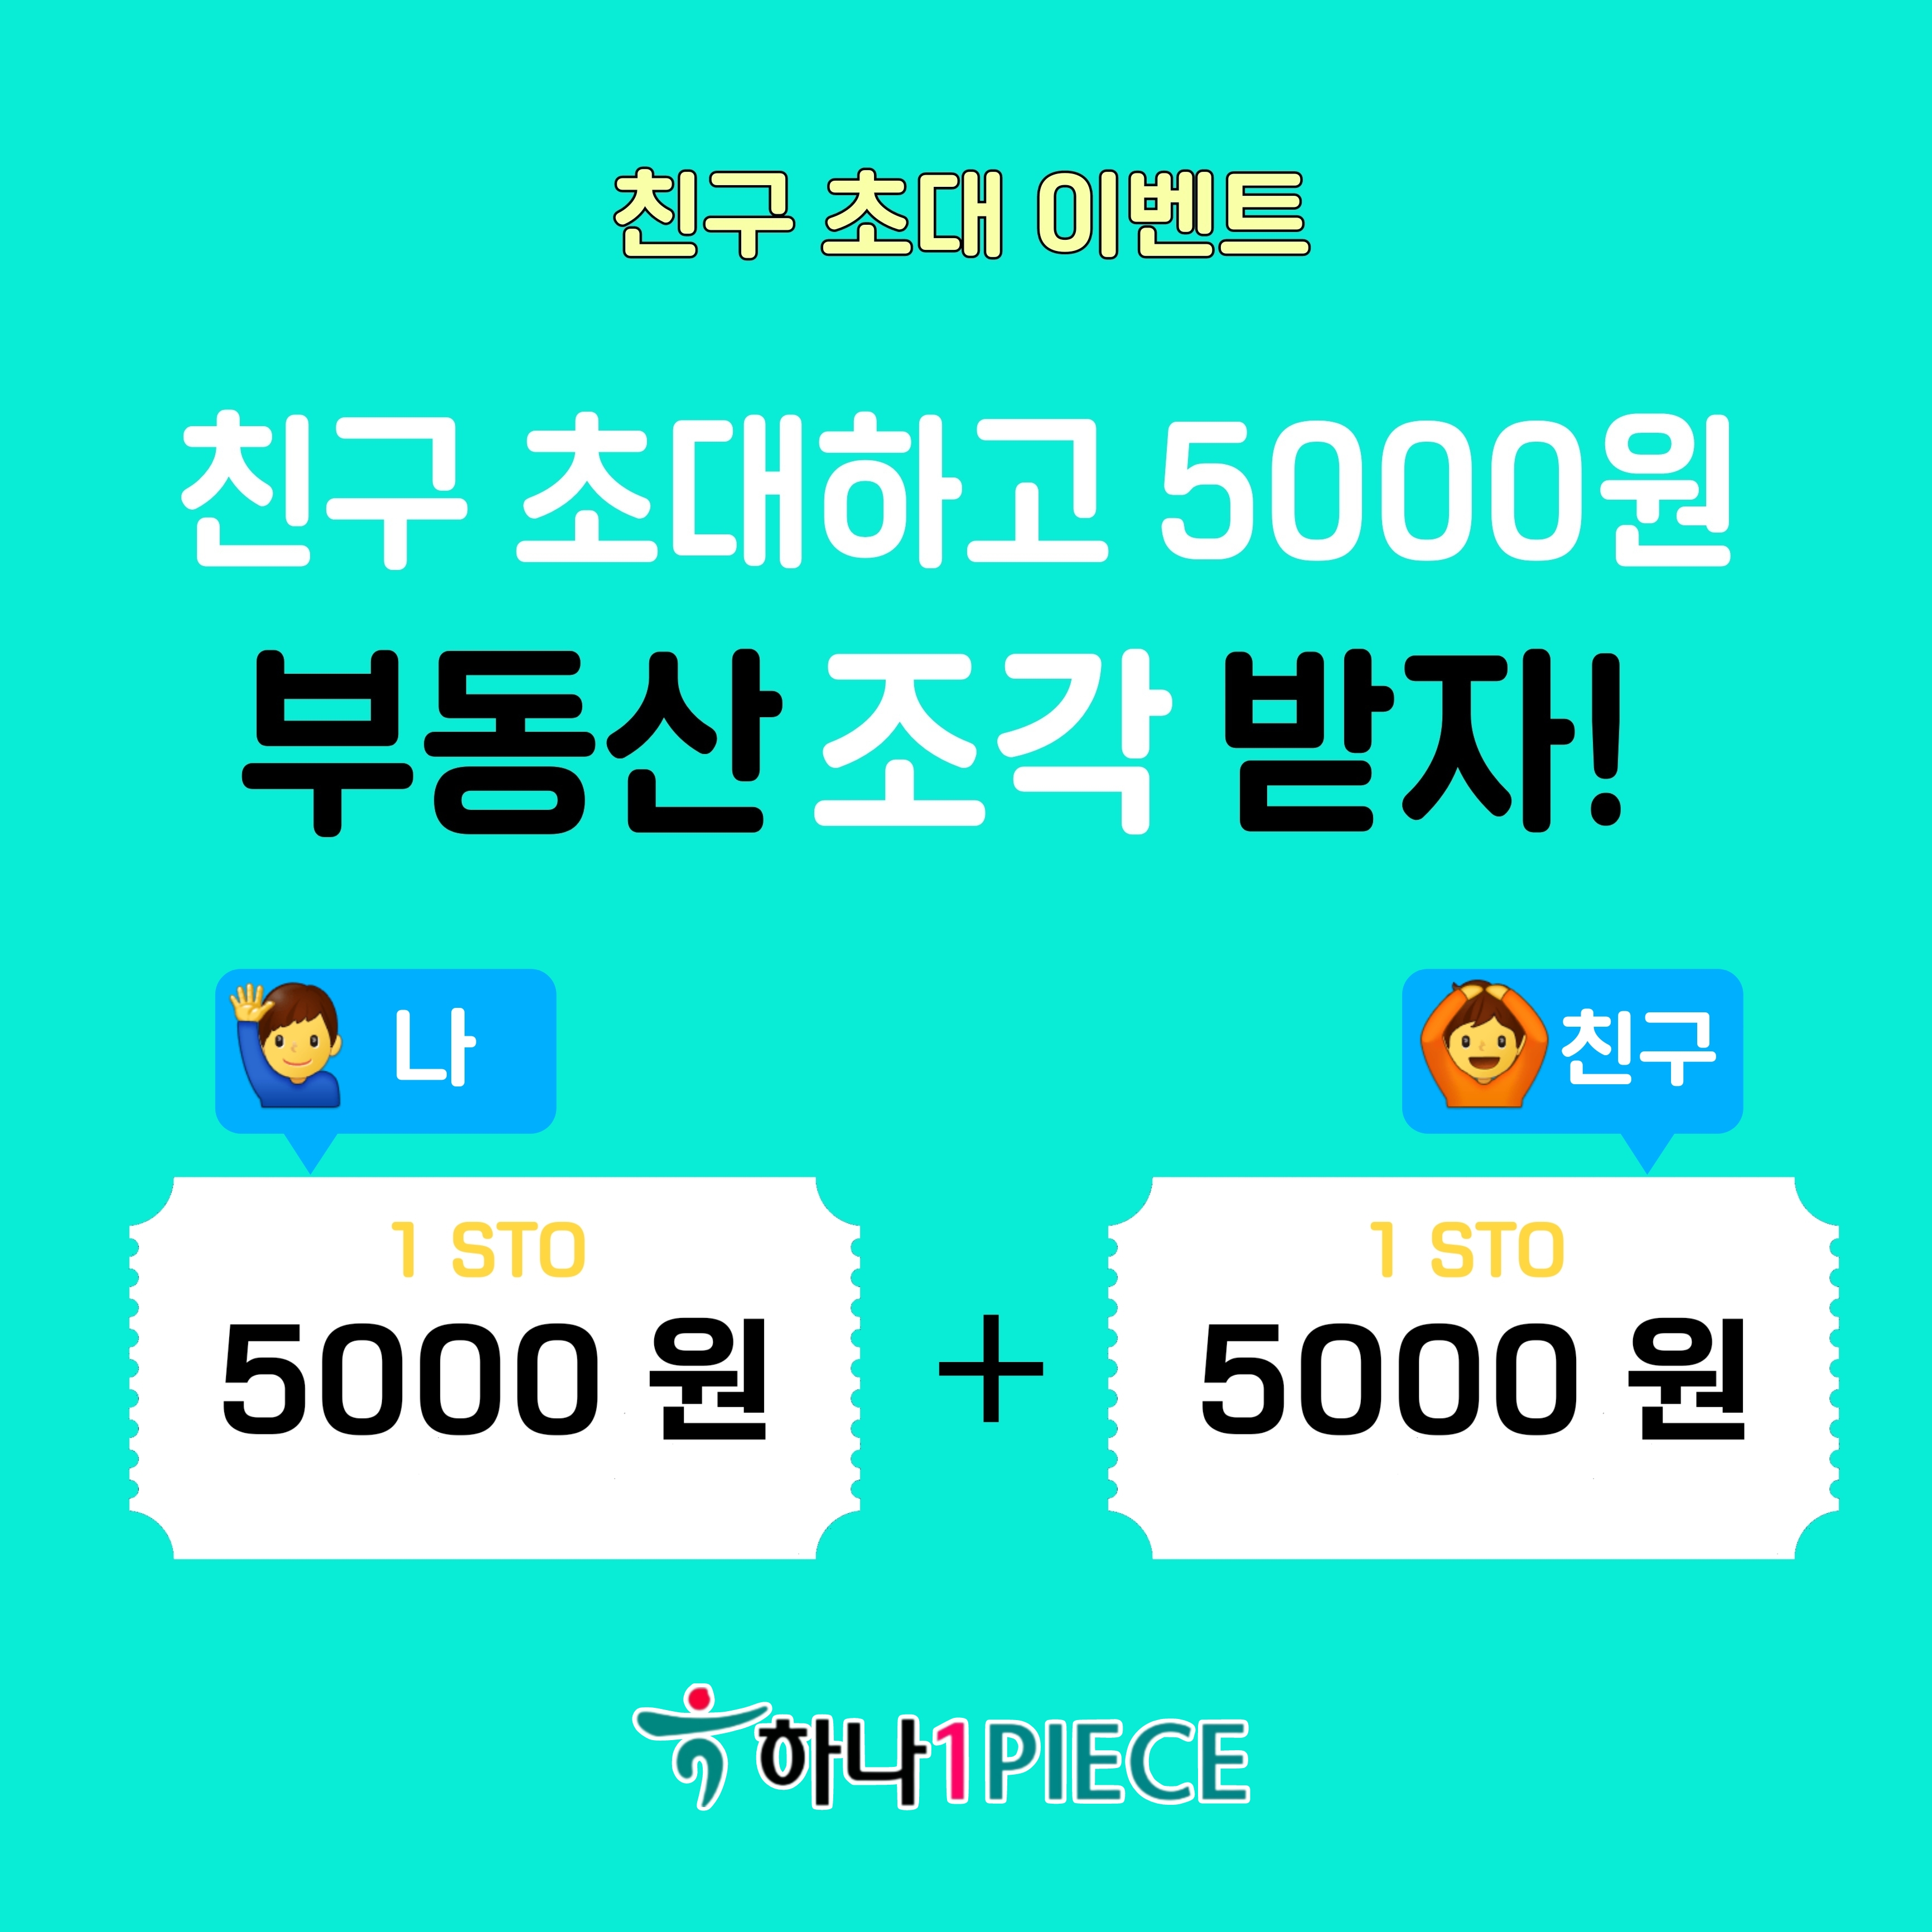 친구 초대 이벤트
친구 초대하고 5000원
부동산 조각 받자!
나
친구
1 STO
5000 원
+
1 STO
5000 원
하나1PIECE